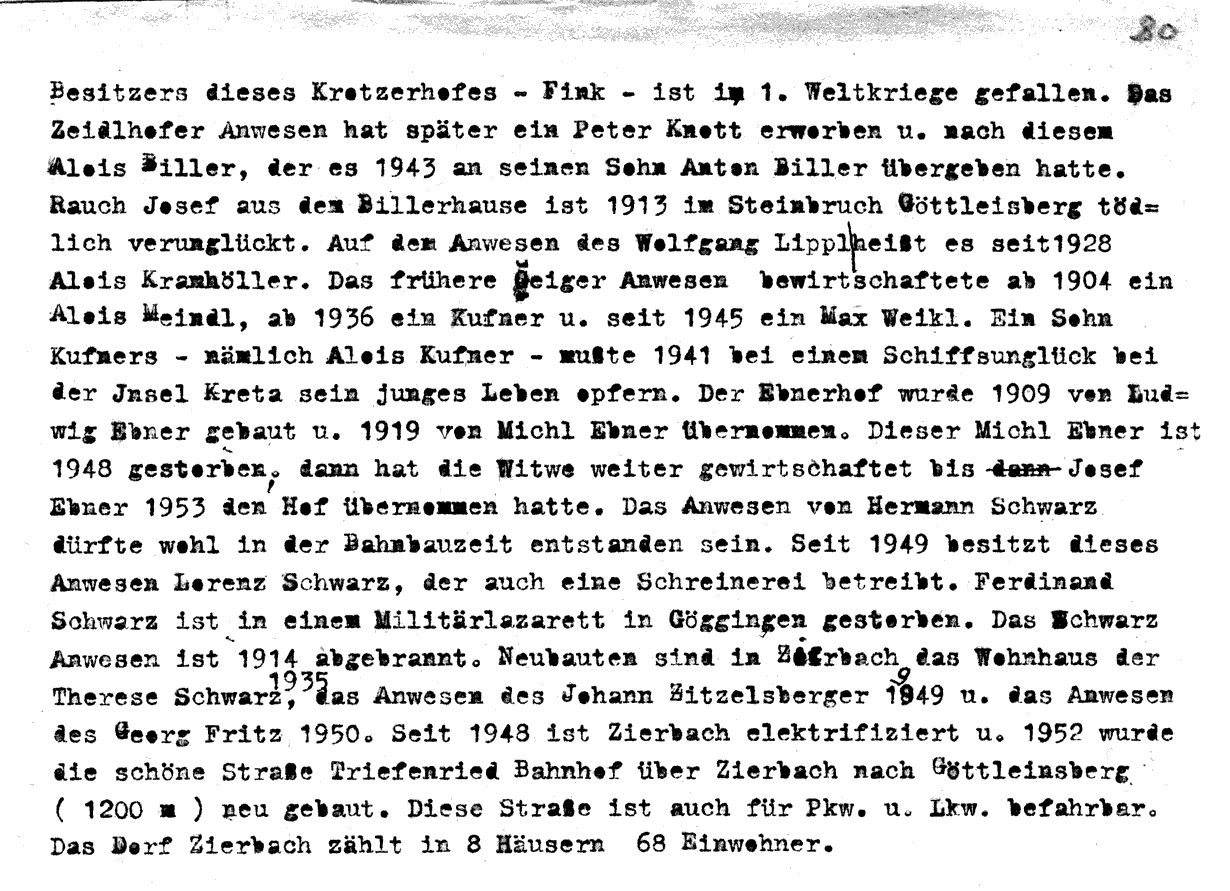 80
Besitzers dieses Kretzerhofes - Fink - ist im 1. Weltkriege gefallen. Das
Zeidlhofer Anwesen hat später ein Peter Knott erworben u. nach diesem
Alois Biller, der es 1943 an seinen Sohn Anton Biller übergeben hatte.
Rauch Josef aus dem Billerhause ist 1913 im Steinbruch Göttleisberg töd=
lich verunglückt. Auf dem Anwesen des Wolfgang Lippl heißt es seit1928
Alois Kramhöller. Das frühere Geiger Anwesen bewirtschaftete ab 1904 ein
Alois Meindl, ab 1936 ein Kufner u. seit 1945 ein Max Weikl. Ein Sohn
Kufners - nämlich Alois Kufner - mußte 1941 bei einem Schiffsunglück bei
der Jnsel Kreta sein junges Leben opfern. Der Ebnerhof wurde 1909 von Lud=
wig Ebner gebaut u. 1919 von Michl Ebner übernommen. Dieser Michl Ebner ist
1948 gestorben, dann hat die Witwe weiter gewirtschaftet bis dann Josef
Ebner 1953 den Hof übernommen hatte. Das Anwesen von Hermann Schwarz
dürfte wohl in der Bahnbauzeit entstanden sein. Seit 1949 besitzt dieses
Anwesen Lorenz Schwarz, der auch eine Schreinerei betreibt. Ferdinand
Schwarz ist in einem Militärlazarett in Göggingen gestorben. Das Schwarz
Anwesen ist 1914 abgebrannt. Neubauten sind in Zierbach das Wohnhaus der
Therese Schwarz 1935, das Anwesen des Johann Zitzelsberger 1949 u. das Anwesen
des Georg Fritz 1950. Seit 1948 ist Zierbach elektrifiziert u. 1952 wurde
die schöne Straße Triefenried Bahnhof über Zierbach nach Göttleinsberg
( 1200 m ) neu gebaut. Diese Straße ist auch für Pkw. u. Lkw. befahrbar.
Das Dorf Zierbach zählt in 8 Häusern 68 Einwohner.